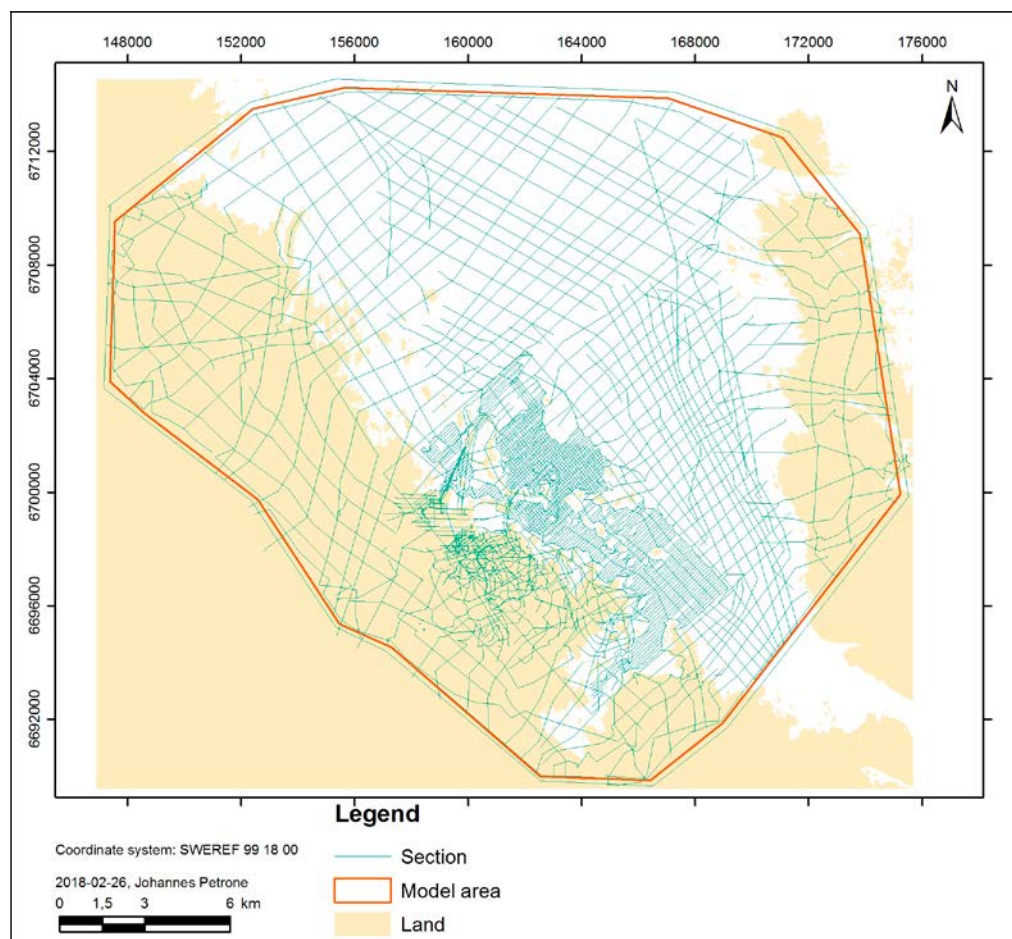 148000 152000 156000 160000 164000 168000 172000 176000
N
6712000
6708000
6704000
6700000
6696000
6692000
Legend
Coordinate system: SWEREF 99 18 00
Section
2018-02-26, Johannes Petrone
Model area
0 1,5 3 6 km
Land